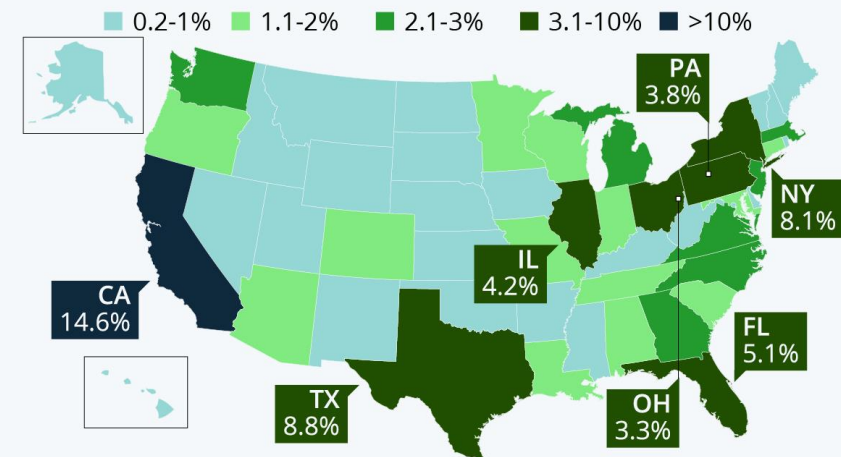 0.2-1% 1.1-2% 2.1-3% 3.1-10% >10%
PA
3.8%
NY
8.1%
IL
4.2%
CA
14.6%
FL
5.1%
TX
8.8%
OH
3.3%